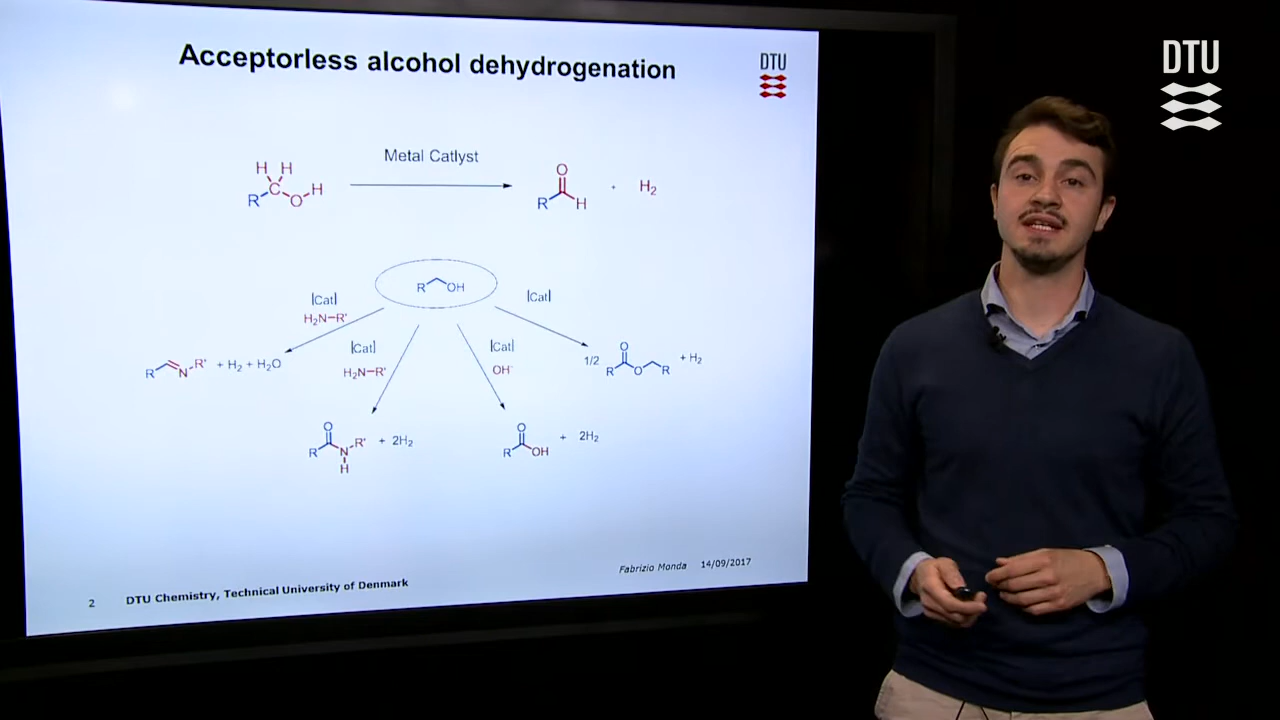 Acceptorless alcohol dehydrogenation
DTU
DTU
Metal Catlyst
H H
R C O H
O
R H
+ H2
R OH
|Cat|
H2N-R'
|Cat|
R N R' + H2 + H2O
|Cat|
H2N-R'
|Cat|
OH-
1/2 R O O R + H2
O
R N R' + 2H2
H
O
R OH + 2H2
Fabrizio Monda 14/09/2017
2 DTU Chemistry, Technical University of Denmark